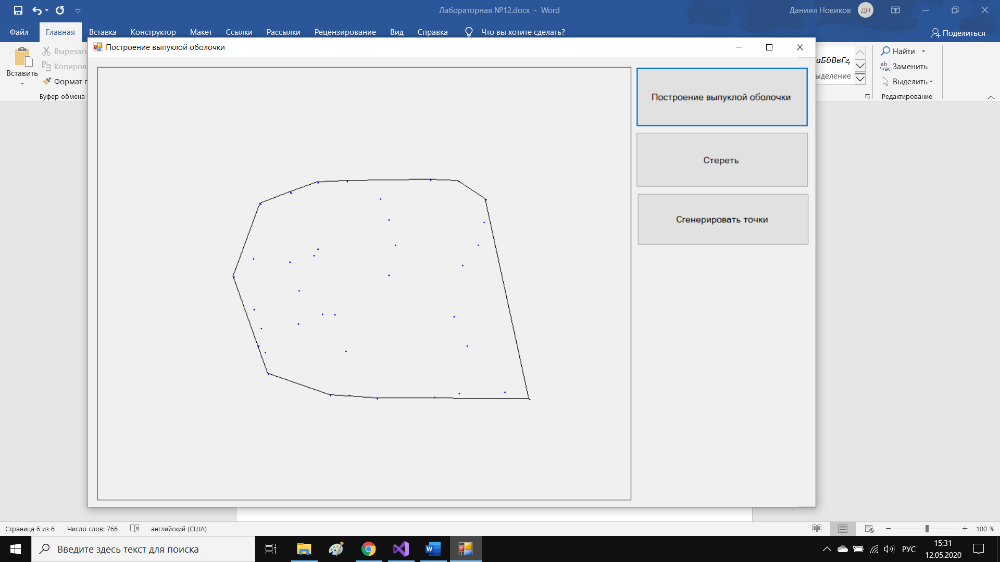 Лабораторная №12.docx - Word
Даниил Новиков
ДН
Файл
Главная
Вставка
Конструктор
Макет
Ссылки
Рассылки
Рецензирование
Вид
Справка
Что вы хотите сделать?
Поделиться
Вставить
Вырезать
Формат
Буфер обмена
Найти
Заменить
Выделить
Редактирование
Построение выпуклой оболочки
Построение выпуклой оболочки
Стереть
Сгенерировать точки
Страница 6 из 6
Число слов: 766
английский (США)
100 %
Введите здесь текст для поиска
РУС
15:31
12.05.2020